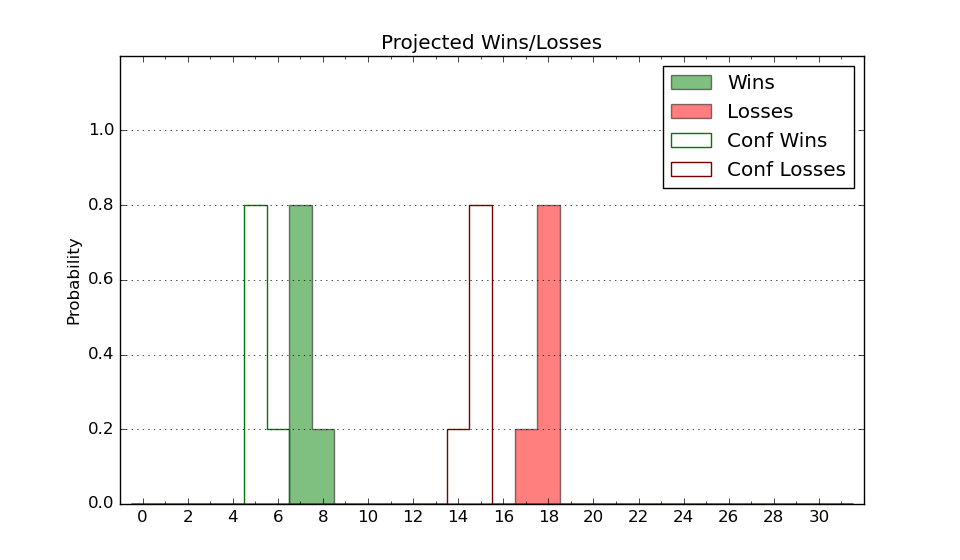 Projected Wins/Losses
Wins
Losses
Conf Wins
Conf Losses
Probability
1.0
0.8
0.6
0.4
0.2
0.0
0 2 4 6 8 10 12 14 16 18 20 22 24 26 28 30